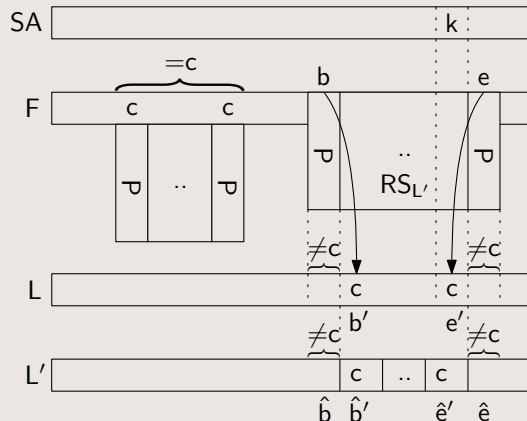 SA k
=c b e
F c c
P .. P P ..
RS_L′
≠c ≠c
L c c
b′ e′
≠c ≠c
L′ c .. c
b̂ b̂′ ê′ ê